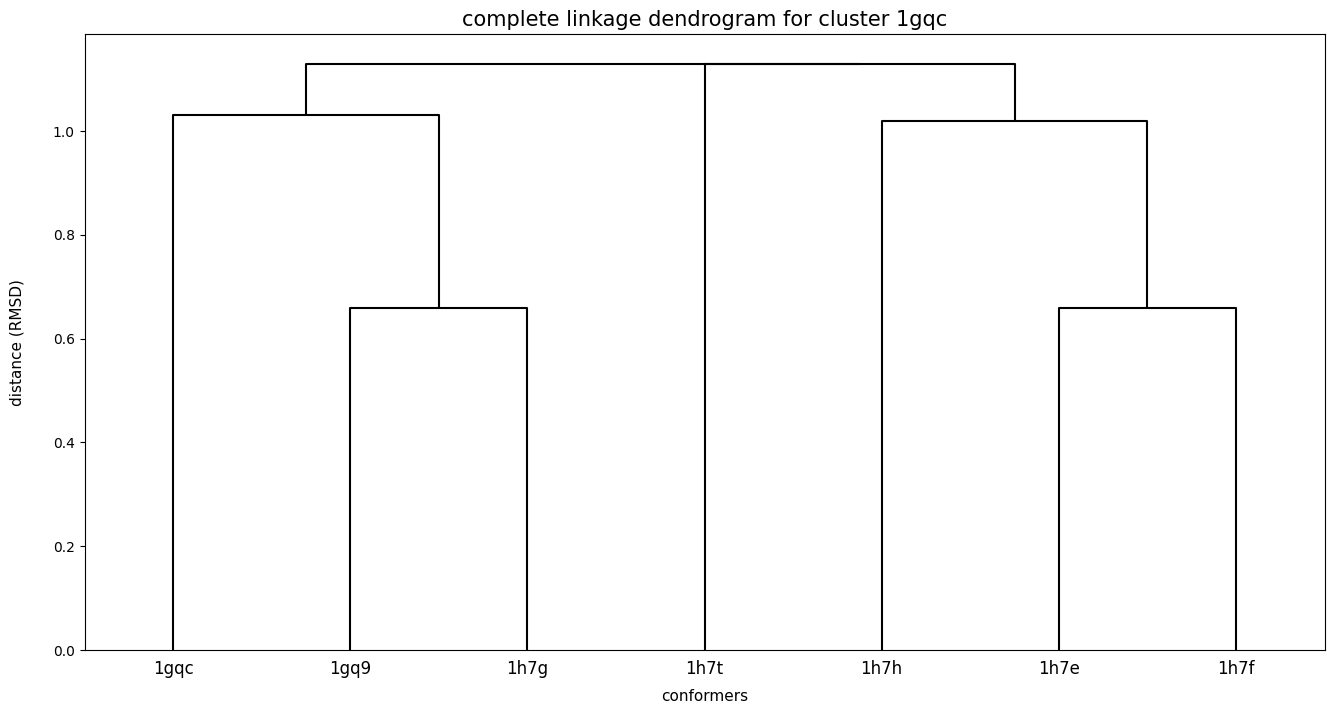 complete linkage dendrogram for cluster 1gqc
1.0
0.8
0.6
0.4
0.2
0.0
distance (RMSD)
1gqc 1gq9 1h7g 1h7t 1h7h 1h7e 1h7f
conformers